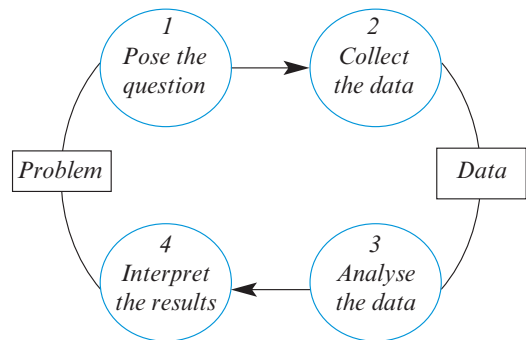 1
Pose the
question
2
Collect
the data
Problem
Data
4
Interpret
the results
3
Analyse
the data